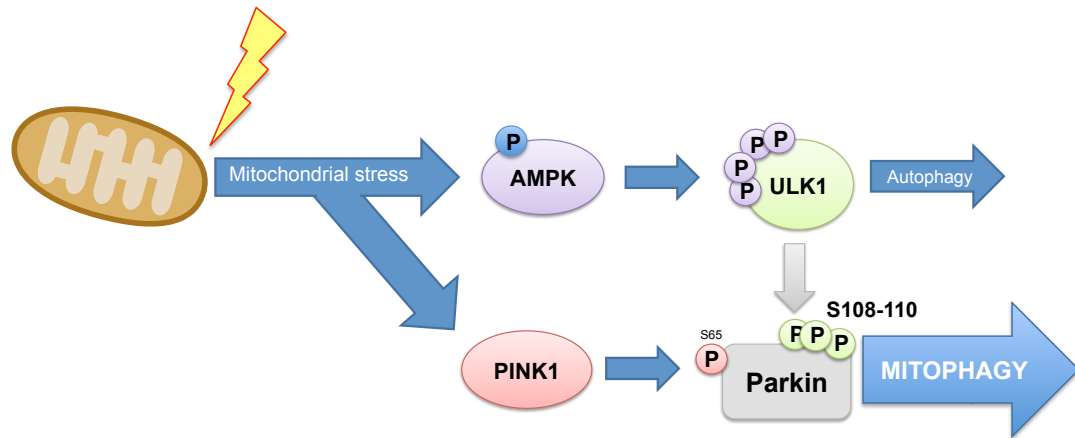 P
Mitochondrial stress
AMPK
P
P
P
P
ULK1
Autophagy
S108-110
S65
P
P
P
P
PINK1
Parkin
MITOPHAGY